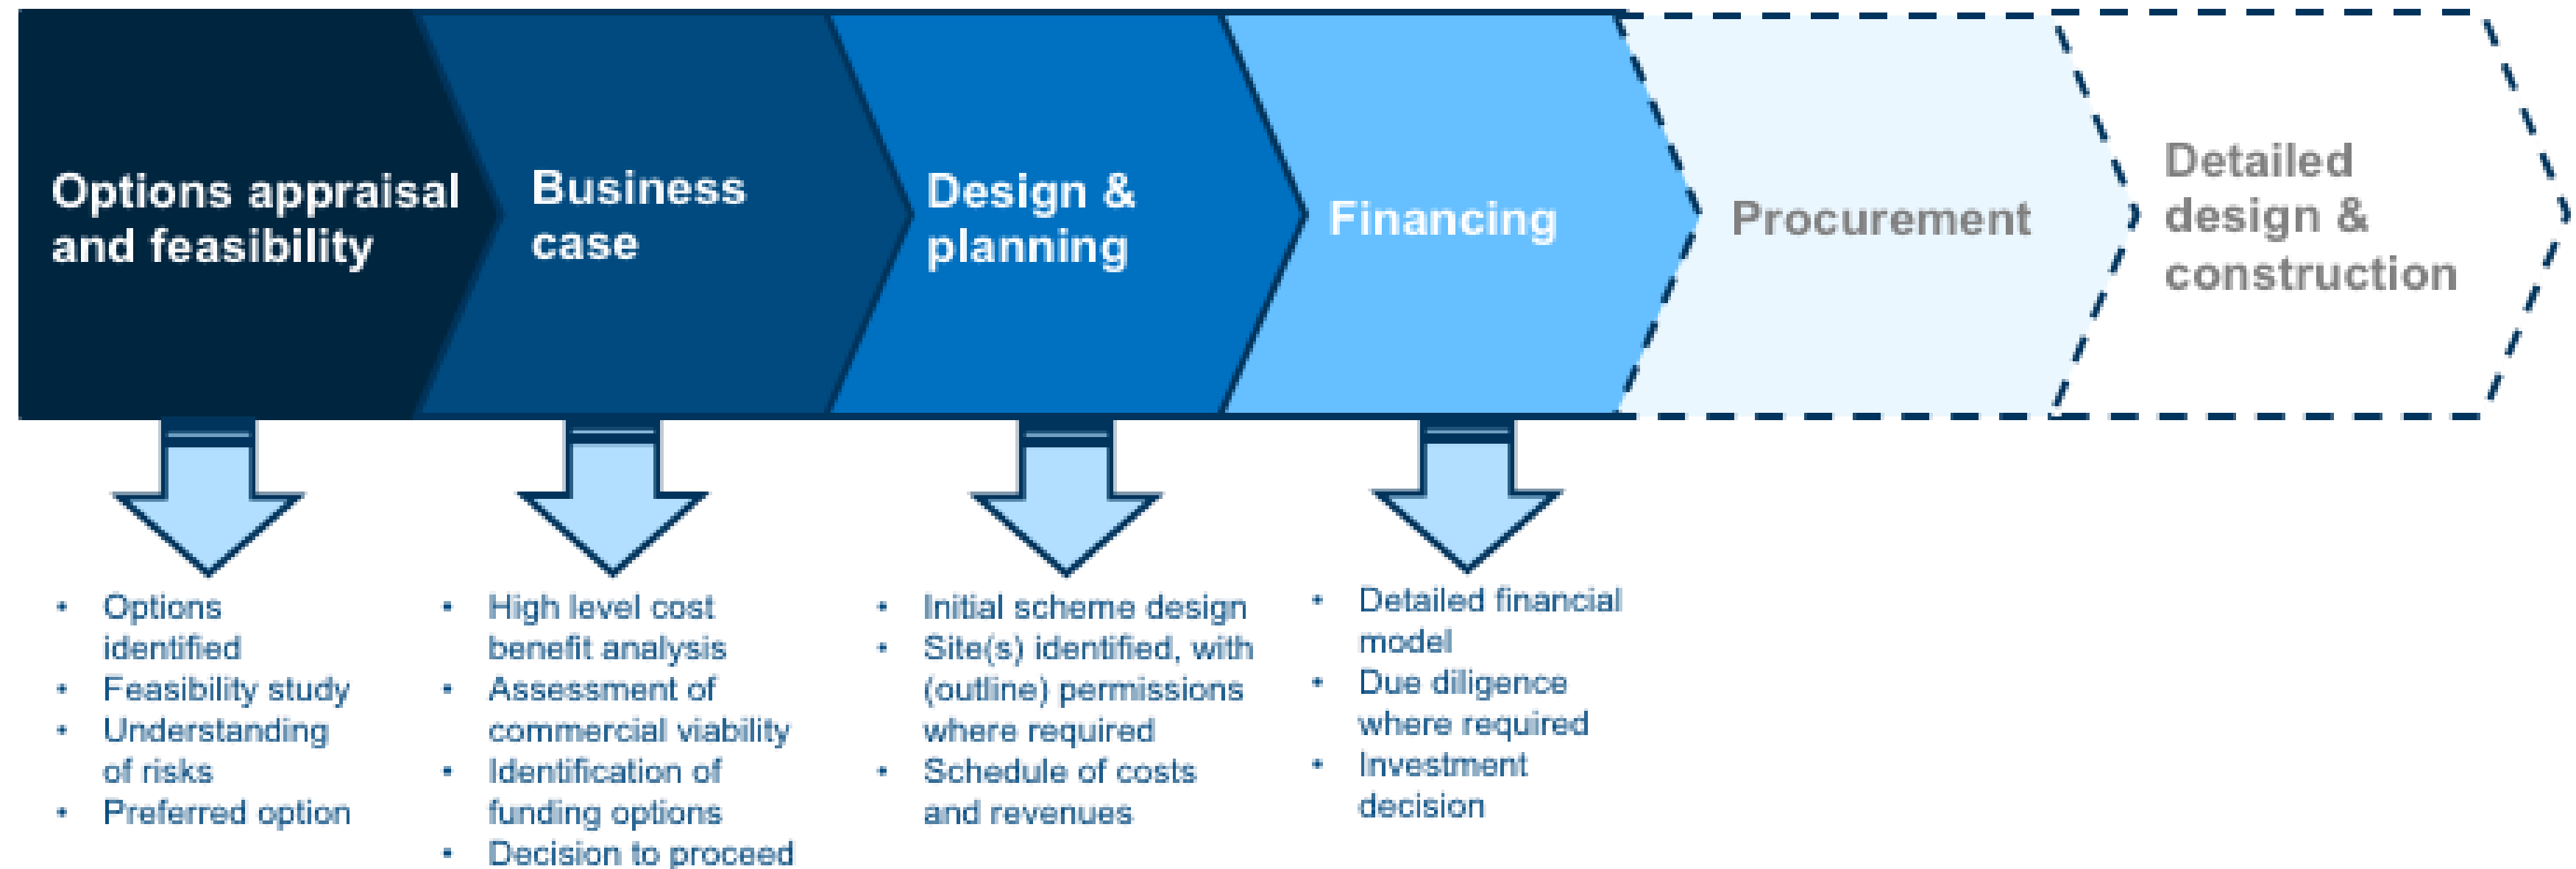 Options appraisal
and feasibility
Business
case
Design &
planning
Financing
Procurement
Detailed
design &
construction
• Options
identified
• Feasibility study
• Understanding
of risks
• Preferred option
• High level cost
benefit analysis
• Assessment of
commercial viability
• Identification of
funding options
• Decision to proceed
• Initial scheme design
• Site(s) identified, with
(outline) permissions
where required
• Schedule of costs
and revenues
• Detailed financial
model
• Due diligence
where required
• Investment
decision